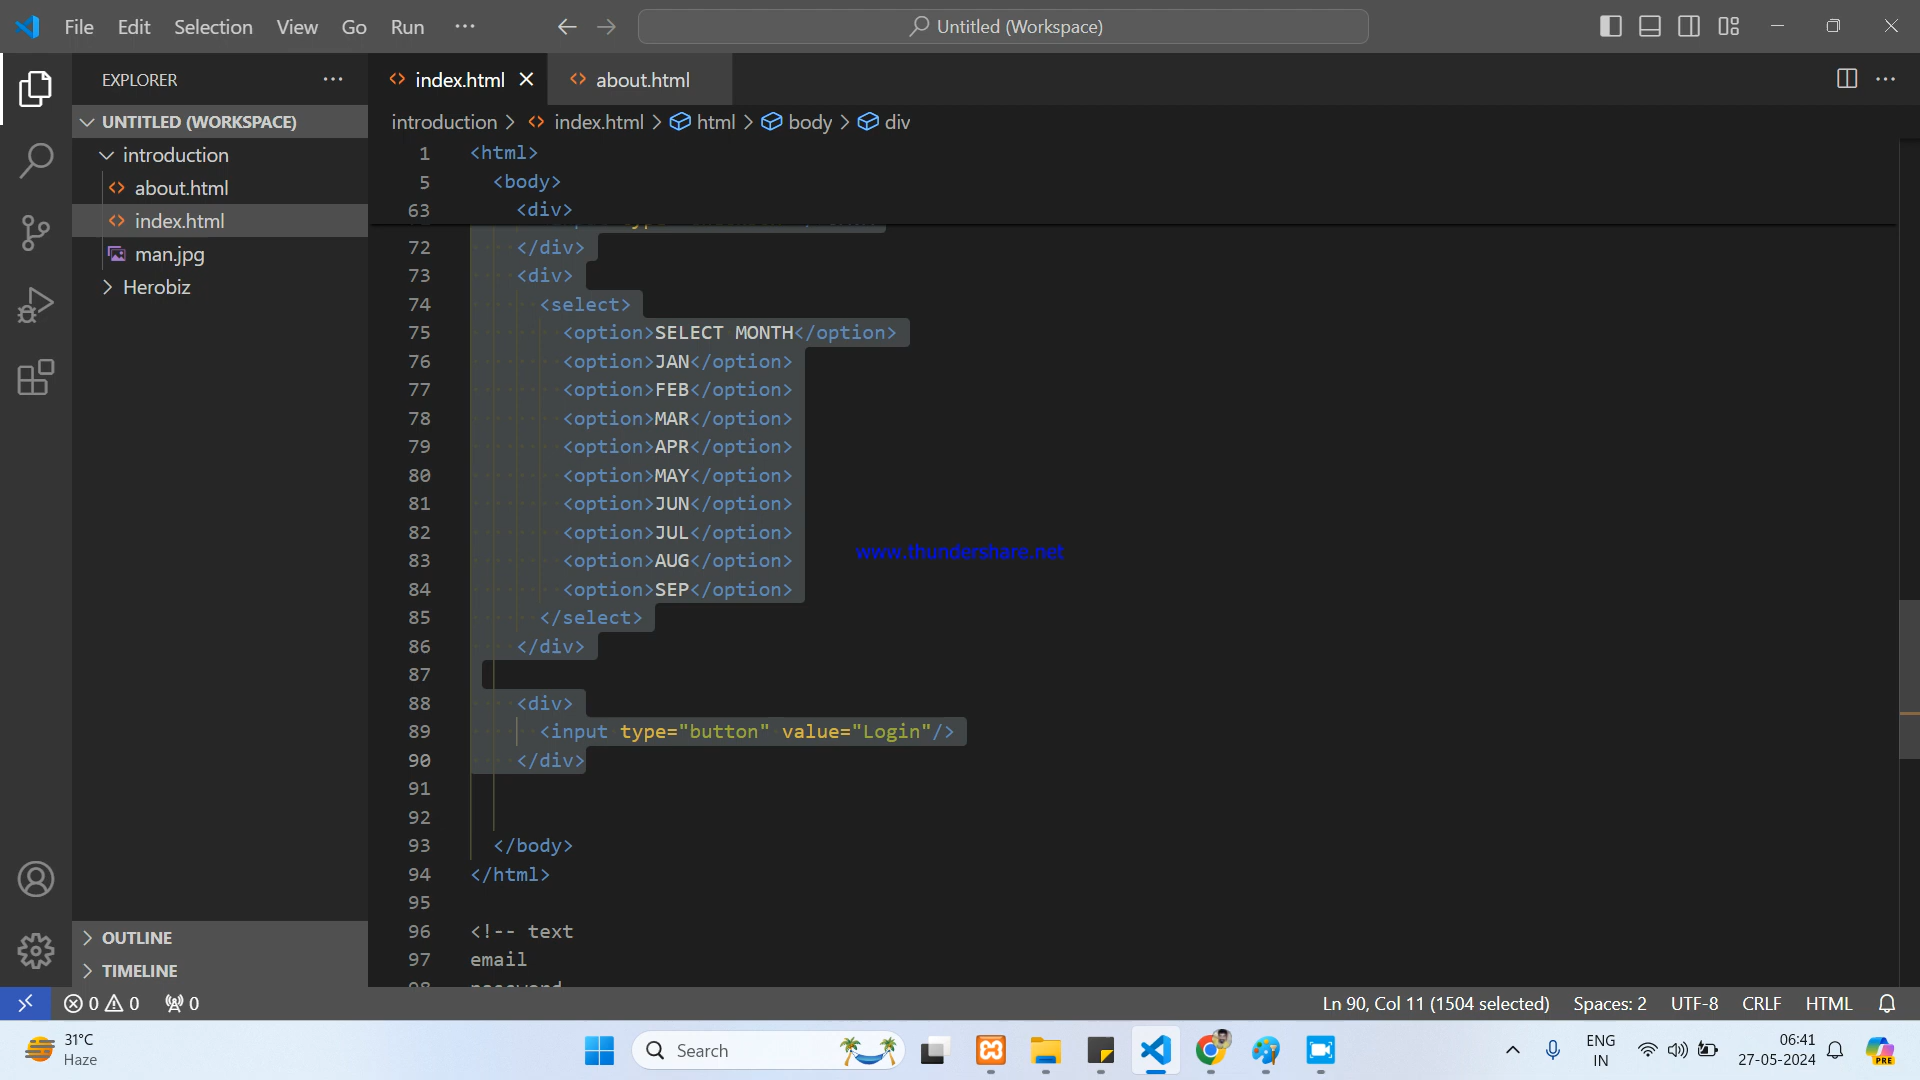 File Edit Selection View Go Run ··· Untitled (Workspace)
EXPLORER ···
UNTITLED (WORKSPACE)
introduction
about.html
index.html
man.jpg
Herobiz
OUTLINE
TIMELINE
index.html about.html
introduction > index.html > html > body > div
1 <html>
5 <body>
63 <div>
72 </div>
73 <div>
74 <select>
75 <option>SELECT MONTH</option>
76 <option>JAN</option>
77 <option>FEB</option>
78 <option>MAR</option>
79 <option>APR</option>
80 <option>MAY</option>
81 <option>JUN</option>
82 <option>JUL</option>
83 <option>AUG</option>
84 <option>SEP</option>
85 </select>
86 </div>
87
88 <div>
89 <input type="button" value="Login"/>
90 </div>
91
92
93 </body>
94 </html>
95
96 <!-- text
97 email
www.thundershare.net
0 0 0 Ln 90, Col 11 (1504 selected) Spaces: 2 UTF-8 CRLF HTML
31°C
Haze
Search
ENG
IN
06:41
27-05-2024
PRE